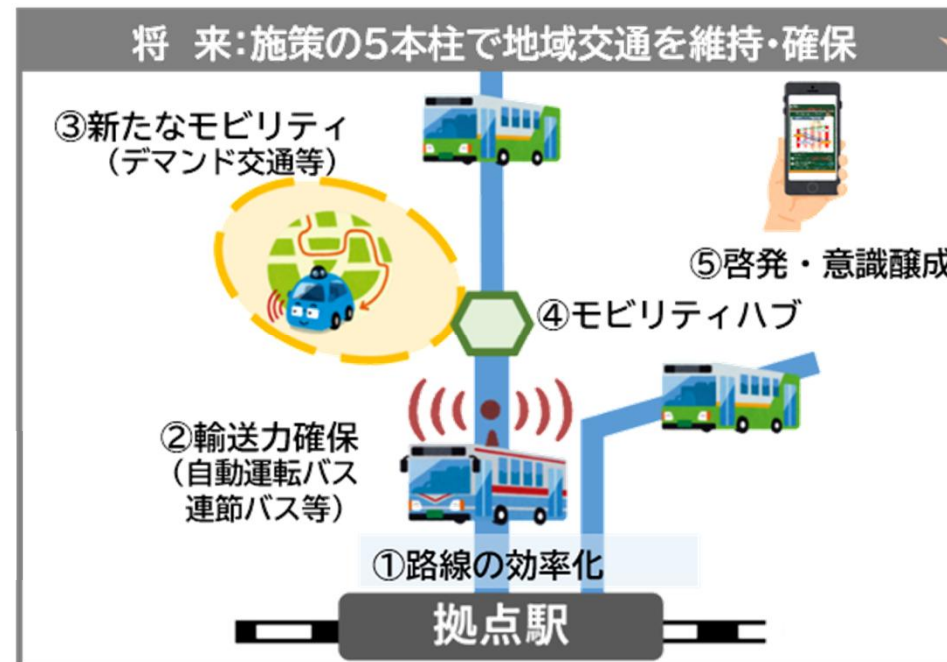 将 来：施策の5本柱で地域交通を維持・確保
③新たなモビリティ
（デマンド交通等）
⑤啓発・意識醸成
④モビリティハブ
②輸送力確保
（自動運転バス
連節バス等）
①路線の効率化
拠点駅